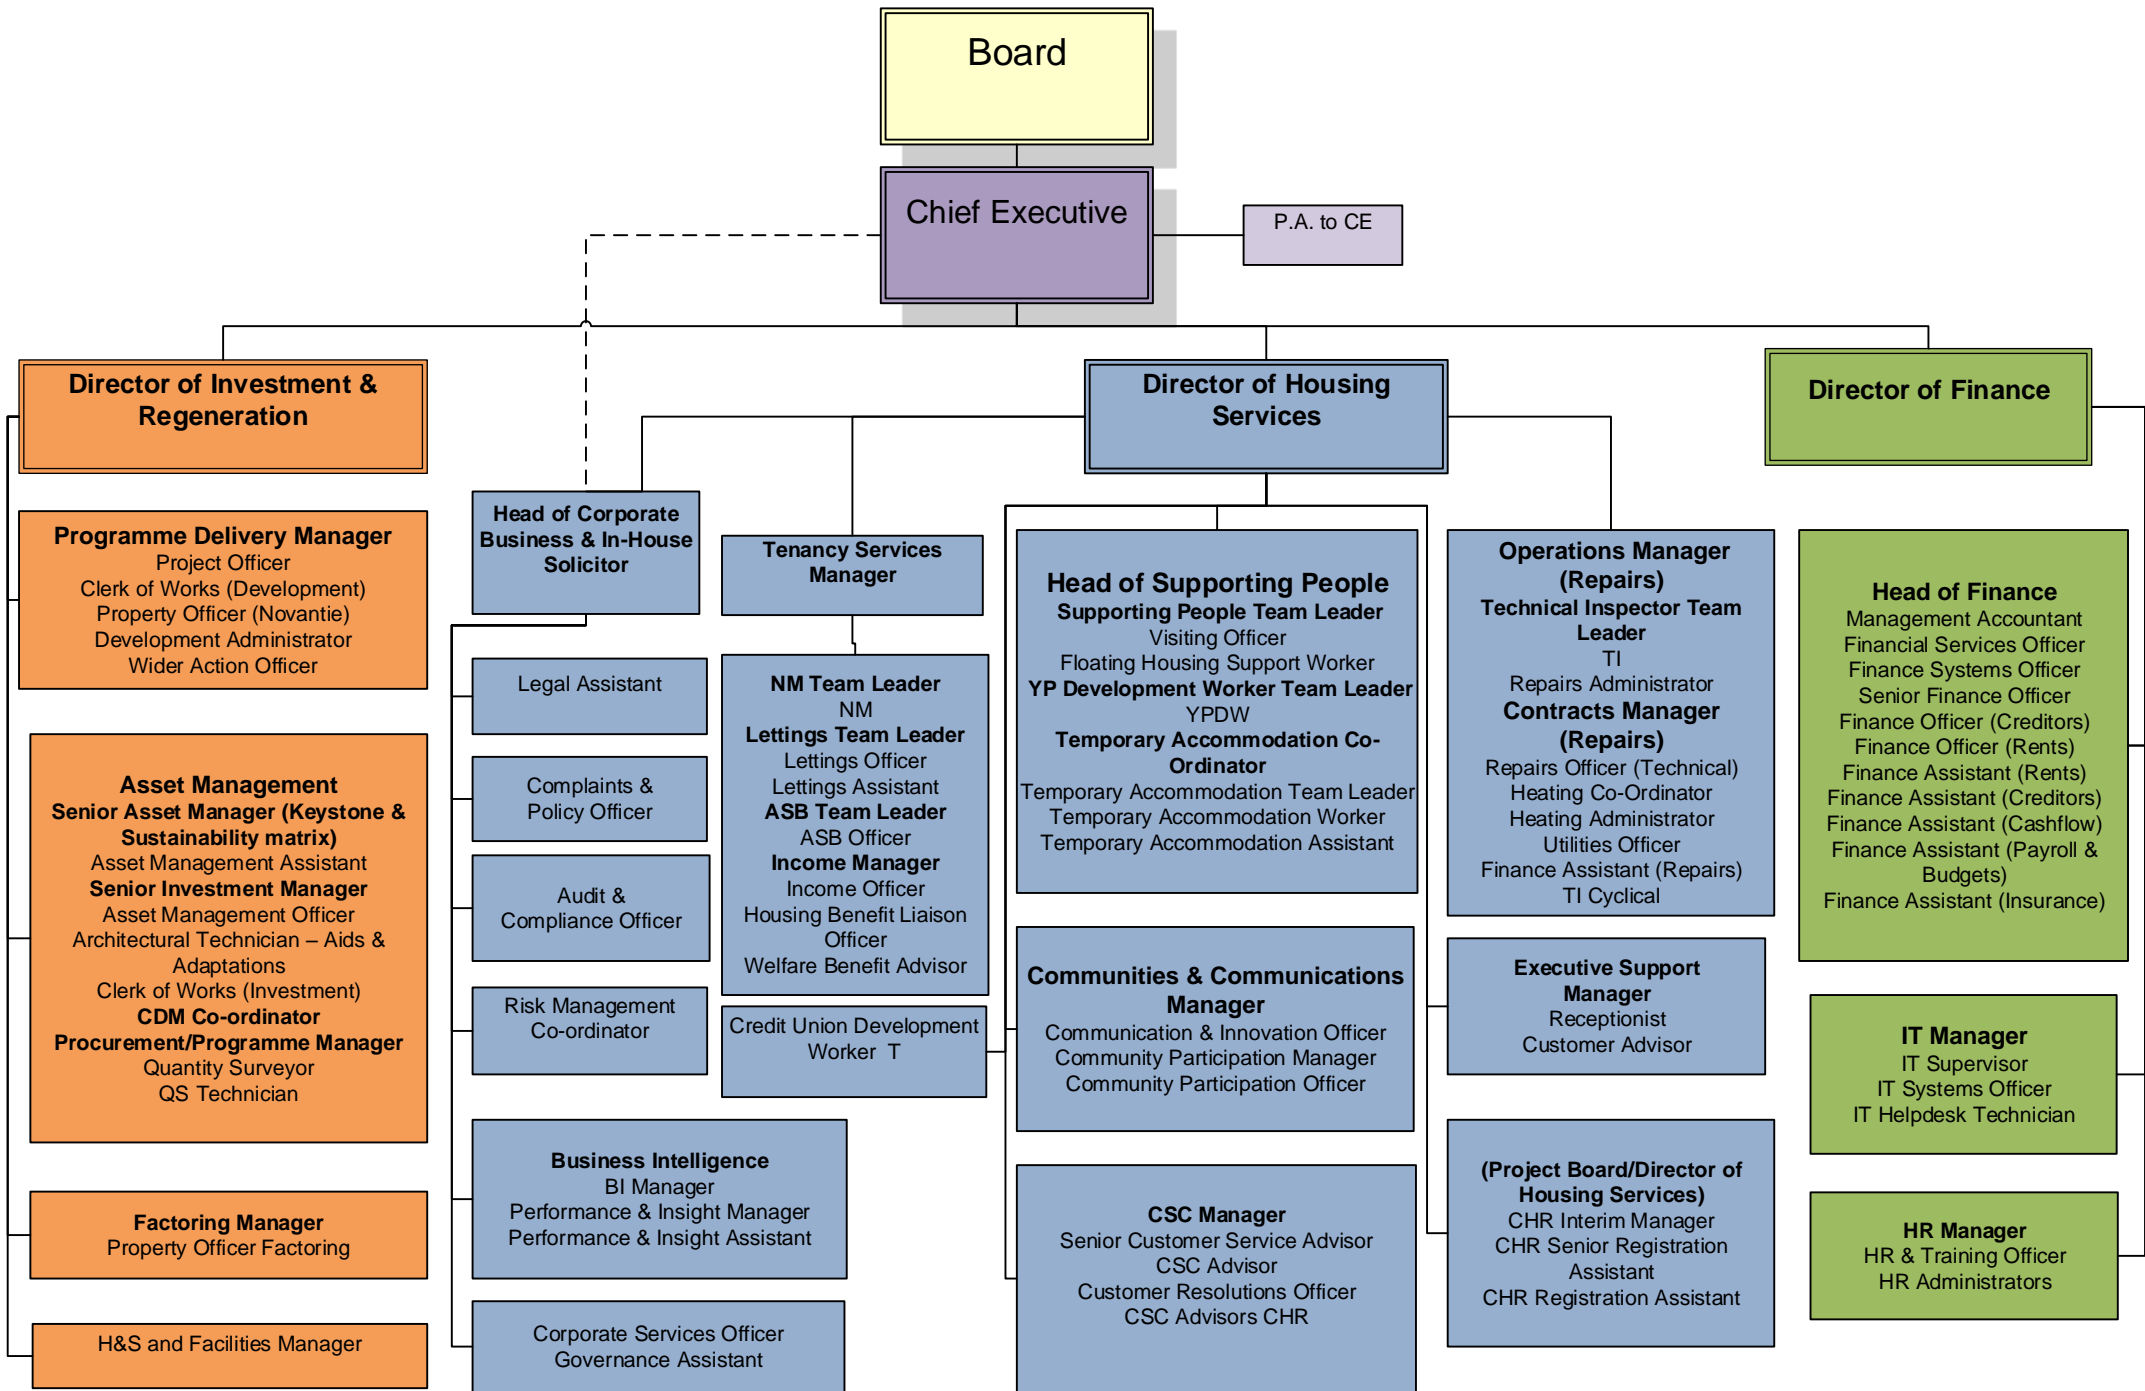 Board
Chief Executive
P.A. to CE
Director of Investment &
Regeneration
Director of Housing
Services
Director of Finance
Programme Delivery Manager
Project Officer
Clerk of Works (Development)
Property Officer (Novantie)
Development Administrator
Wider Action Officer
Asset Management
Senior Asset Manager (Keystone &
Sustainability matrix)
Asset Management Assistant
Senior Investment Manager
Asset Management Officer
Architectural Technician – Aids &
Adaptations
Clerk of Works (Investment)
CDM Co-ordinator
Procurement/Programme Manager
Quantity Surveyor
QS Technician
Factoring Manager
Property Officer Factoring
H&S and Facilities Manager
Head of Corporate
Business & In-House
Solicitor
Legal Assistant
Complaints &
Policy Officer
Audit &
Compliance Officer
Risk Management
Co-ordinator
Business Intelligence
BI Manager
Performance & Insight Manager
Performance & Insight Assistant
Corporate Services Officer
Governance Assistant
Tenancy Services
Manager
NM Team Leader
NM
Lettings Team Leader
Lettings Officer
Lettings Assistant
ASB Team Leader
ASB Officer
Income Manager
Income Officer
Housing Benefit Liaison
Officer
Welfare Benefit Advisor
Credit Union Development
Worker T
Head of Supporting People
Supporting People Team Leader
Visiting Officer
Floating Housing Support Worker
YP Development Worker Team Leader
YPDW
Temporary Accommodation Co-
Ordinator
Temporary Accommodation Team Leader
Temporary Accommodation Worker
Temporary Accommodation Assistant
Communities & Communications
Manager
Communication & Innovation Officer
Community Participation Manager
Community Participation Officer
CSC Manager
Senior Customer Service Advisor
CSC Advisor
Customer Resolutions Officer
CSC Advisors CHR
Operations Manager
(Repairs)
Technical Inspector Team
Leader
TI
Repairs Administrator
Contracts Manager
(Repairs)
Repairs Officer (Technical)
Heating Co-Ordinator
Heating Administrator
Utilities Officer
Finance Assistant (Repairs)
TI Cyclical
Executive Support
Manager
Receptionist
Customer Advisor
(Project Board/Director of
Housing Services)
CHR Interim Manager
CHR Senior Registration
Assistant
CHR Registration Assistant
Head of Finance
Management Accountant
Financial Services Officer
Finance Systems Officer
Senior Finance Officer
Finance Officer (Creditors)
Finance Officer (Rents)
Finance Assistant (Rents)
Finance Assistant (Creditors)
Finance Assistant (Cashflow)
Finance Assistant (Payroll &
Budgets)
Finance Assistant (Insurance)
IT Manager
IT Supervisor
IT Systems Officer
IT Helpdesk Technician
HR Manager
HR & Training Officer
HR Administrators